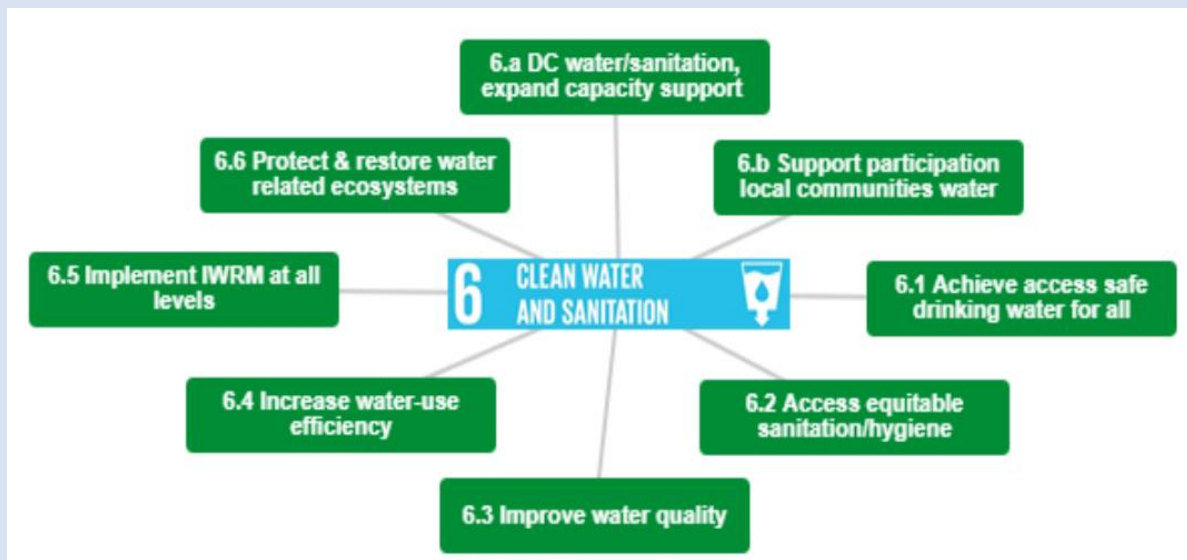 6.a DC water/sanitation,
expand capacity support
6.6 Protect & restore water
related ecosystems
6.b Support participation
local communities water
6.5 Implement IWRM at all
levels
6 CLEAN WATER
AND SANITATION
6.1 Achieve access safe
drinking water for all
6.4 Increase water-use
efficiency
6.2 Access equitable
sanitation/hygiene
6.3 Improve water quality